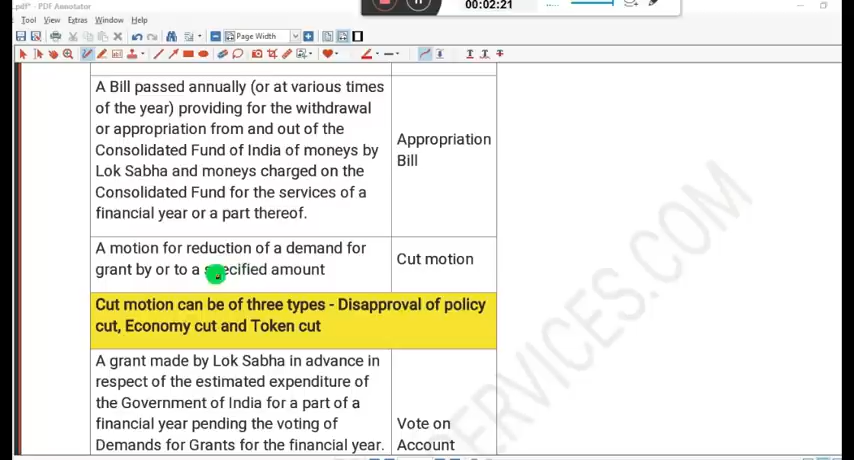 .pdf* - PDF Annotator
00:02:21
Tool View Extras Window Help
Page Width
A Bill passed annually (or at various times
of the year) providing for the withdrawal
or appropriation from and out of the
Consolidated Fund of India of moneys by
Lok Sabha and moneys charged on the
Consolidated Fund for the services of a
financial year or a part thereof.
Appropriation
Bill
A motion for reduction of a demand for
grant by or to a specified amount
Cut motion
Cut motion can be of three types - Disapproval of policy
cut, Economy cut and Token cut
A grant made by Lok Sabha in advance in
respect of the estimated expenditure of
the Government of India for a part of a
financial year pending the voting of
Demands for Grants for the financial year.
Vote on
Account
SERVICES.COM